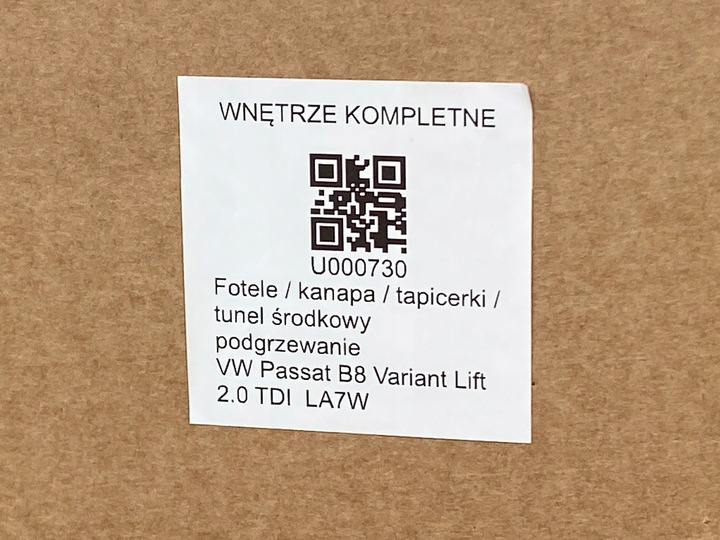 WNĘTRZE KOMPLETNE
U000730
Fotele / kanapa / tapicerki /
tunel środkowy
podgrzewanie
VW Passat B8 Variant Lift
2.0 TDI  LA7W